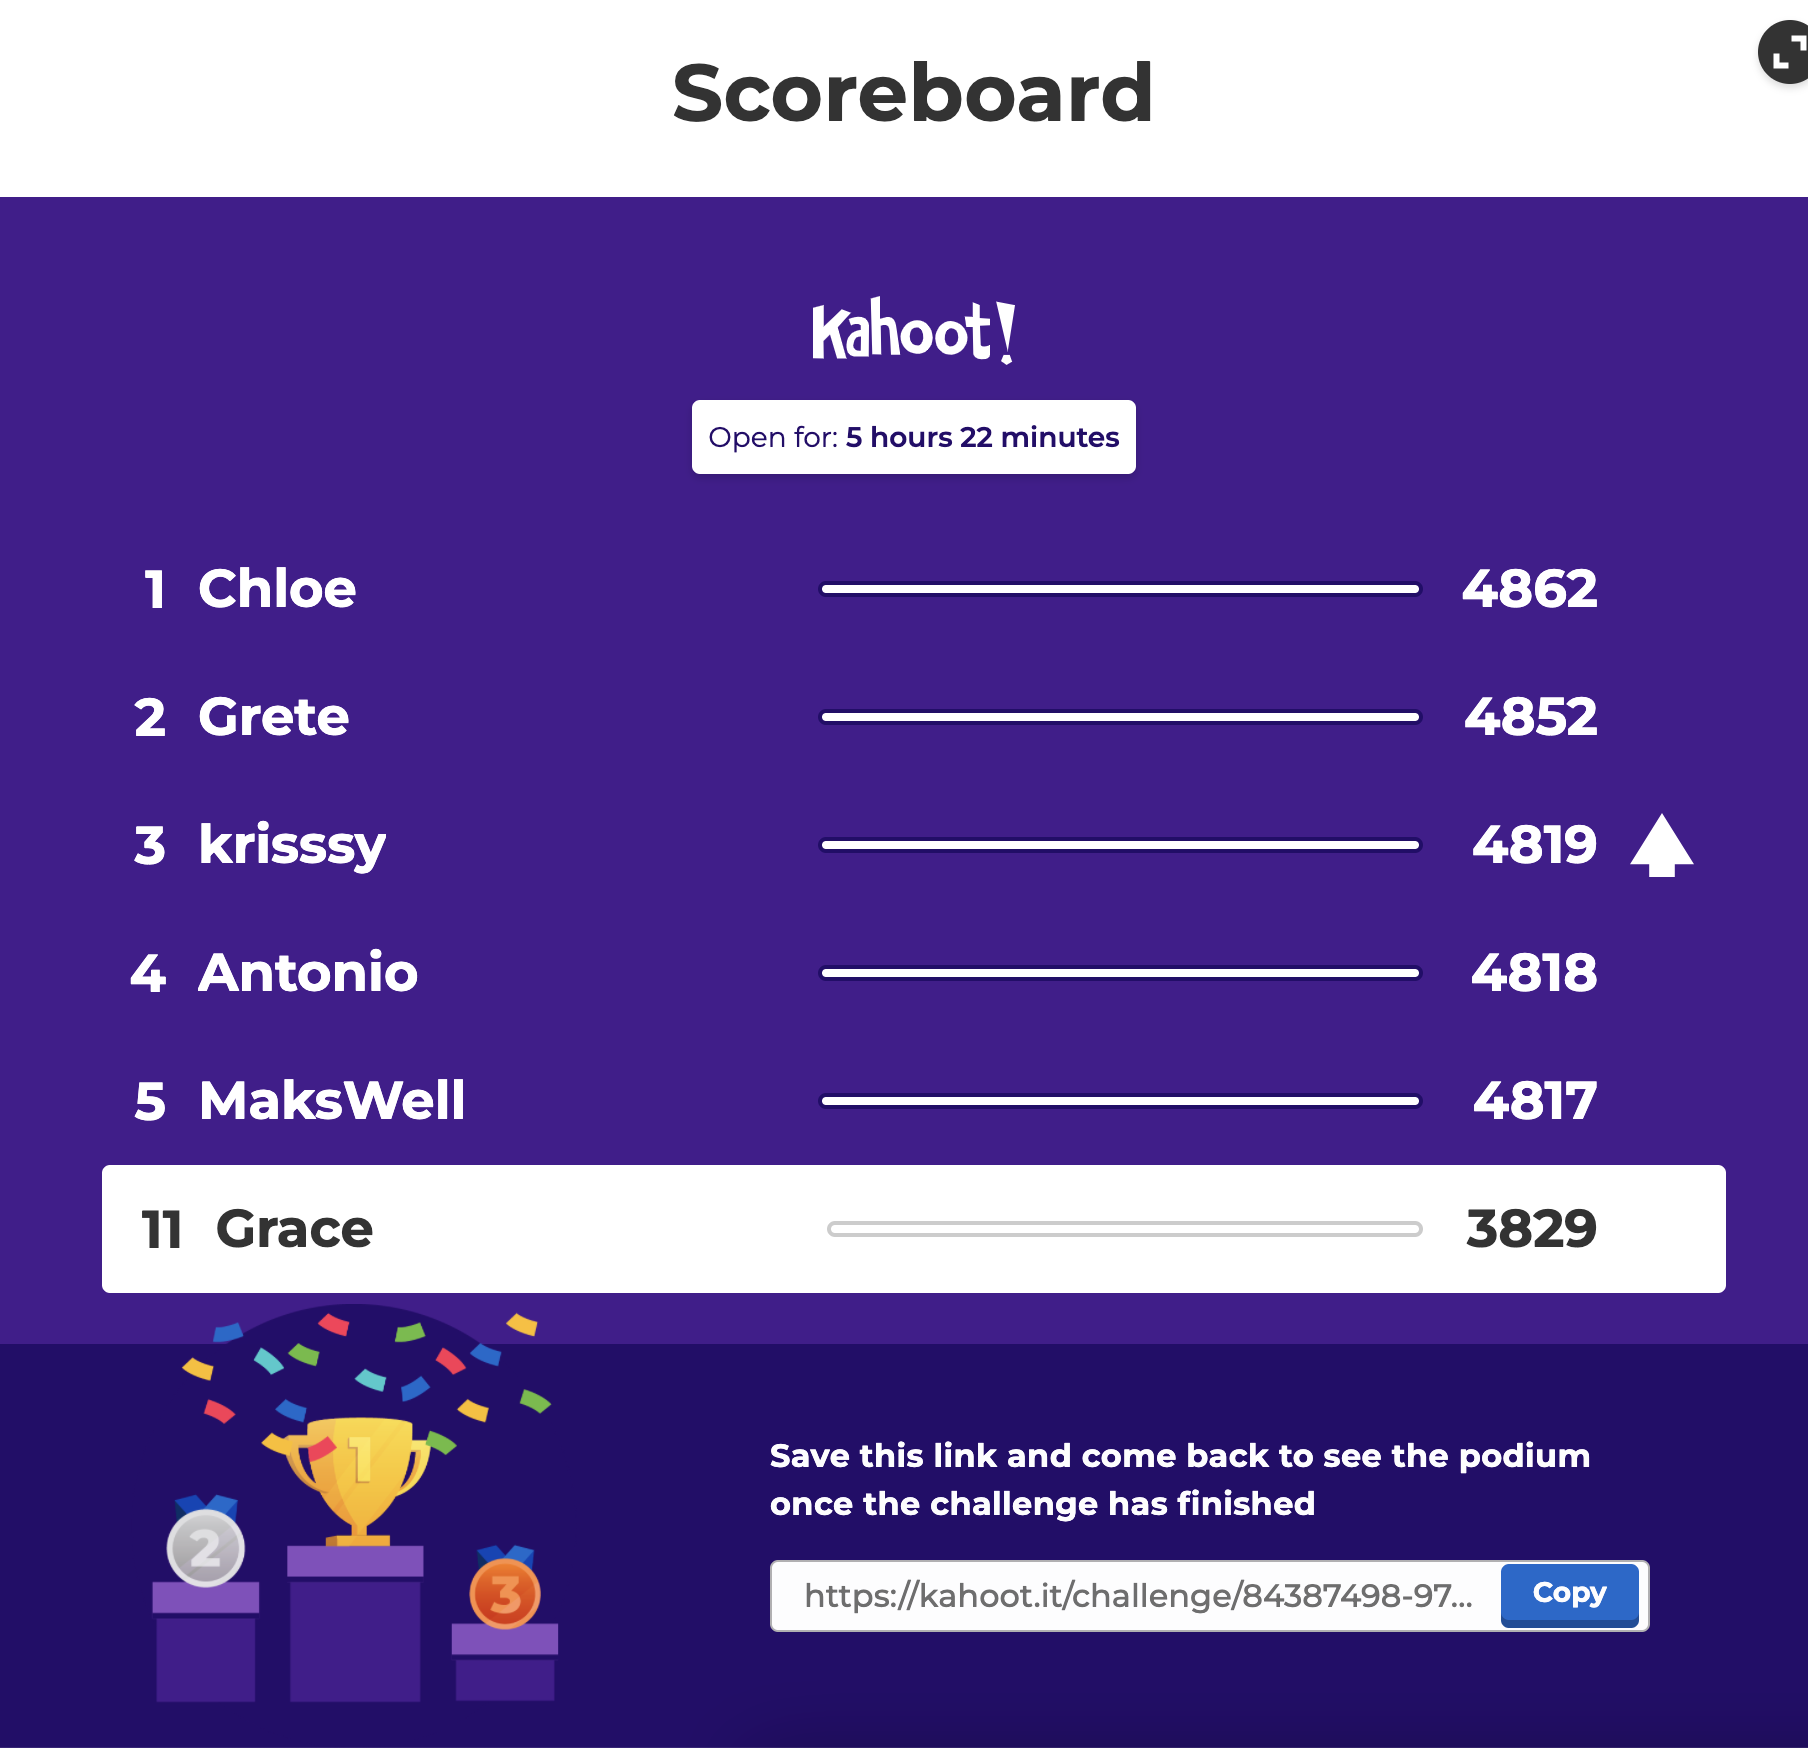 Scoreboard
Kahoot!
Open for: 5 hours 22 minutes
1 Chloe 4862
2 Grete 4852
3 krisssy 4819
4 Antonio 4818
5 MaksWell 4817
11 Grace 3829
1
2
3
Save this link and come back to see the podium
once the challenge has finished
https://kahoot.it/challenge/84387498-97... Copy